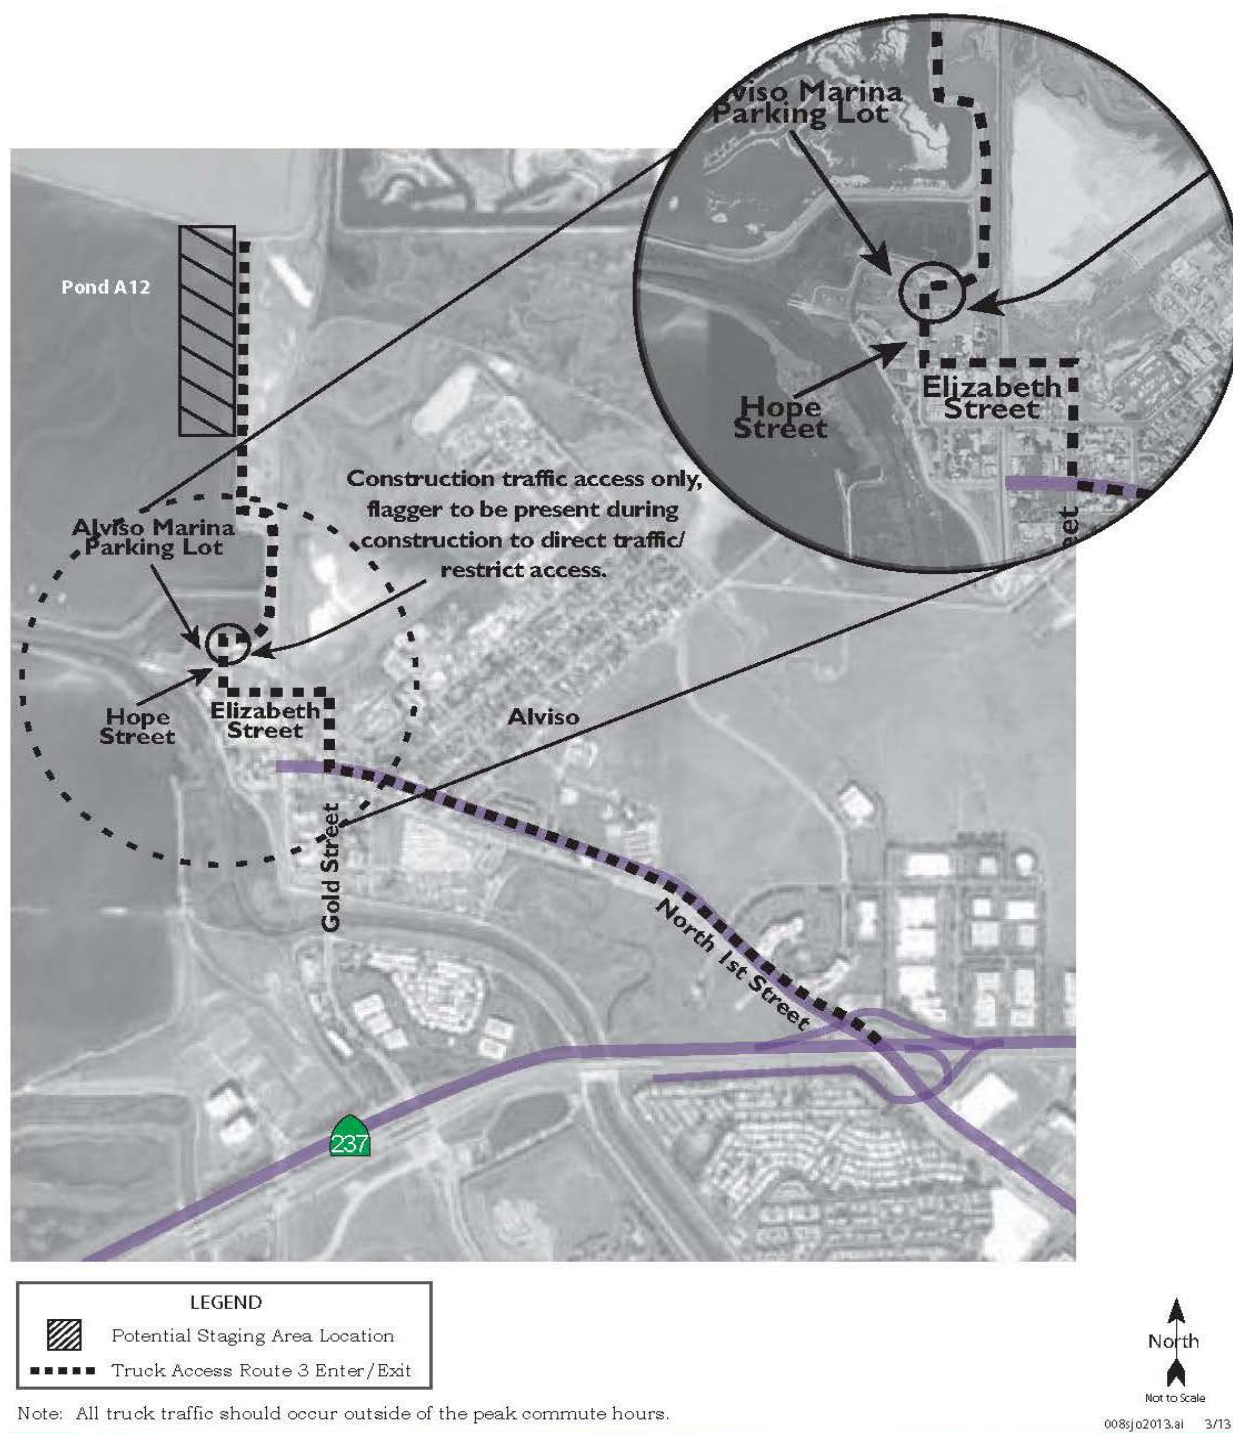 Alviso Marina
Parking Lot
Hope
Street
Elizabeth
Street
eet
Pond A12
Construction traffic access only,
flagger to be present during
construction to direct traffic/
restrict access.
Alviso Marina
Parking Lot
Hope
Street
Elizabeth
Street
Alviso
Gold Street
North 1st Street
237
LEGEND
Potential Staging Area Location
Truck Access Route 3 Enter/Exit
Note: All truck traffic should occur outside of the peak commute hours.
North
Not to Scale
008sjo2013.ai 3/13